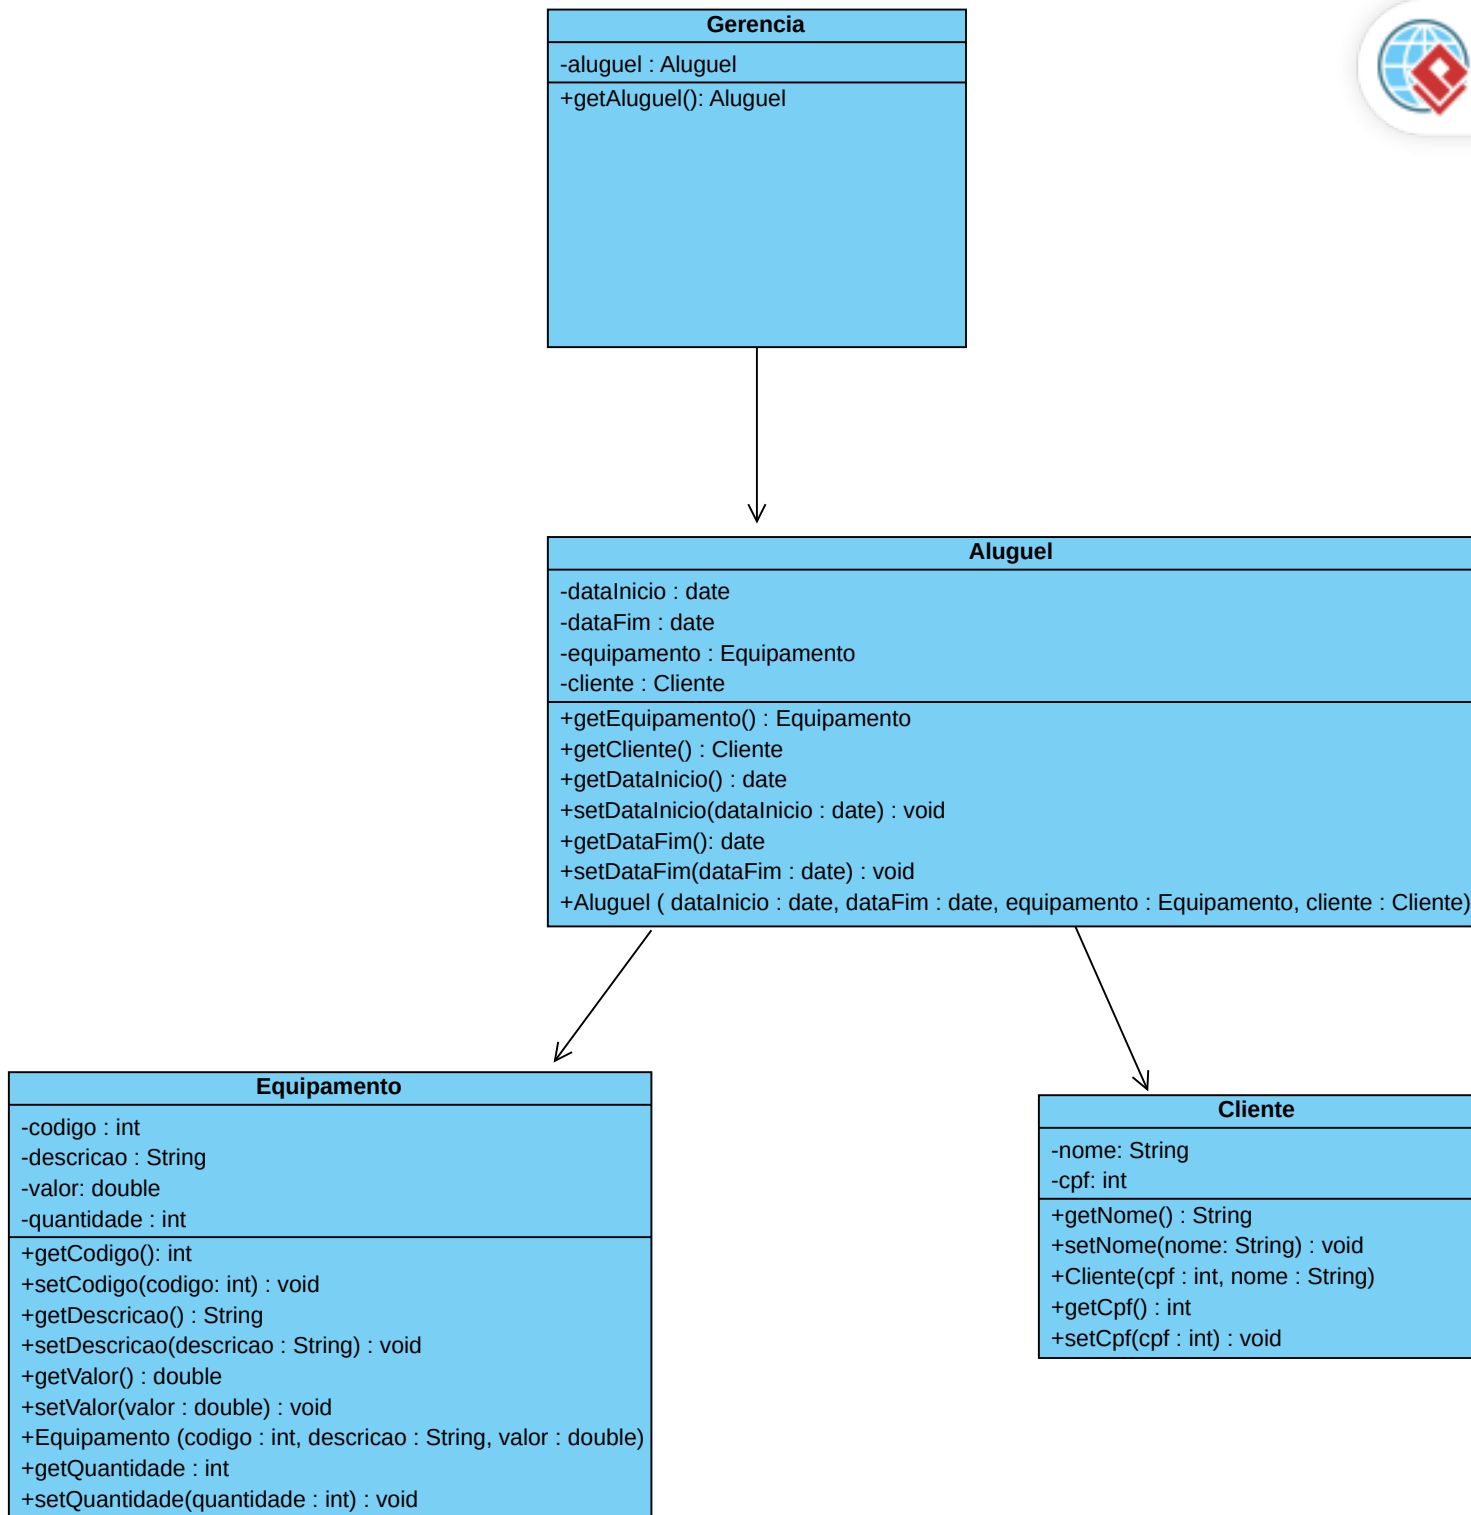 Gerencia
-aluguel : Aluguel
+getAluguel(): Aluguel
Aluguel
-dataInicio : date
-dataFim : date
-equipamento : Equipamento
-cliente : Cliente
+getEquipamento() : Equipamento
+getCliente() : Cliente
+getDataInicio() : date
+setDataInicio(dataInicio : date) : void
+getDataFim(): date
+setDataFim(dataFim : date) : void
+Aluguel ( dataInicio : date, dataFim : date, equipamento : Equipamento, cliente : Cliente)
Equipamento
-codigo : int
-descricao : String
-valor: double
-quantidade : int
+getCodigo(): int
+setCodigo(codigo: int) : void
+getDescricao() : String
+setDescricao(descricao : String) : void
+getValor() : double
+setValor(valor : double) : void
+Equipamento (codigo : int, descricao : String, valor : double)
+getQuantidade : int
+setQuantidade(quantidade : int) : void
Cliente
-nome: String
-cpf: int
+getNome() : String
+setNome(nome: String) : void
+Cliente(cpf : int, nome : String)
+getCpf() : int
+setCpf(cpf : int) : void